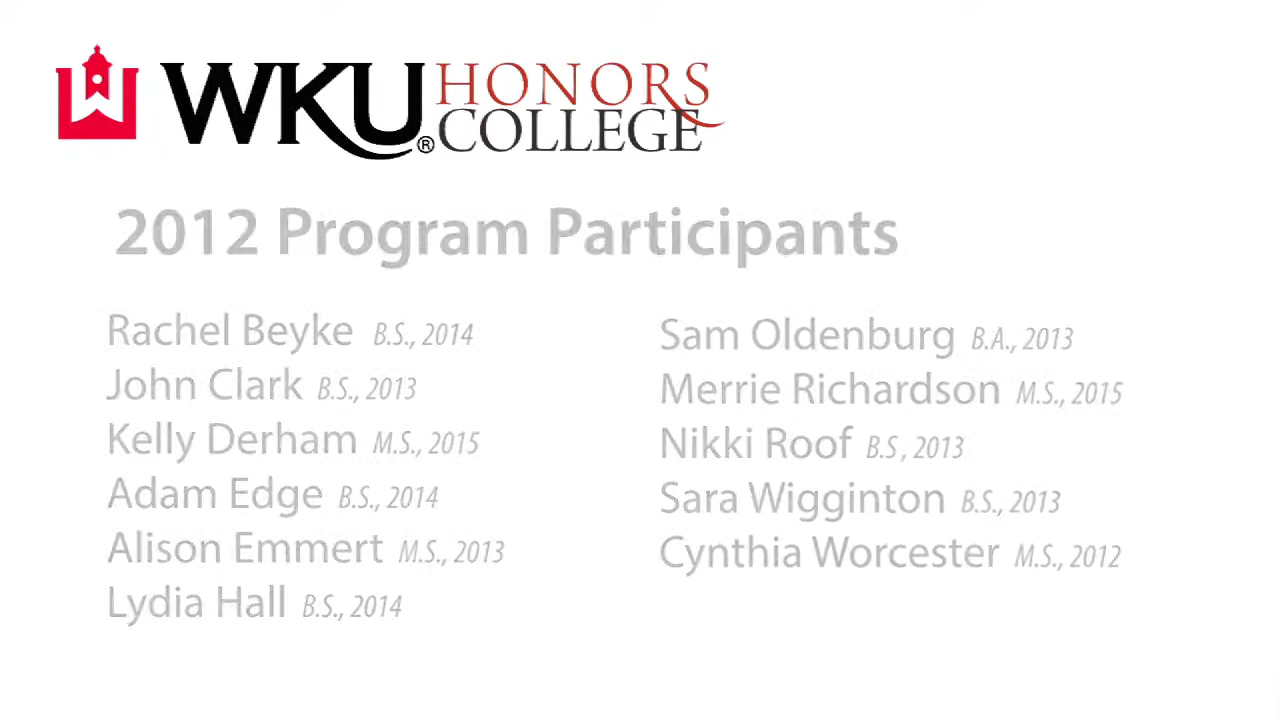 WKU® HONORS
COLLEGE
2012 Program Participants
Rachel Beyke B.S., 2014
John Clark B.S., 2013
Kelly Derham M.S., 2015
Adam Edge B.S., 2014
Alison Emmert M.S., 2013
Lydia Hall B.S., 2014
Sam Oldenburg B.A., 2013
Merrie Richardson M.S., 2015
Nikki Roof B.S , 2013
Sara Wigginton B.S., 2013
Cynthia Worcester M.S., 2012